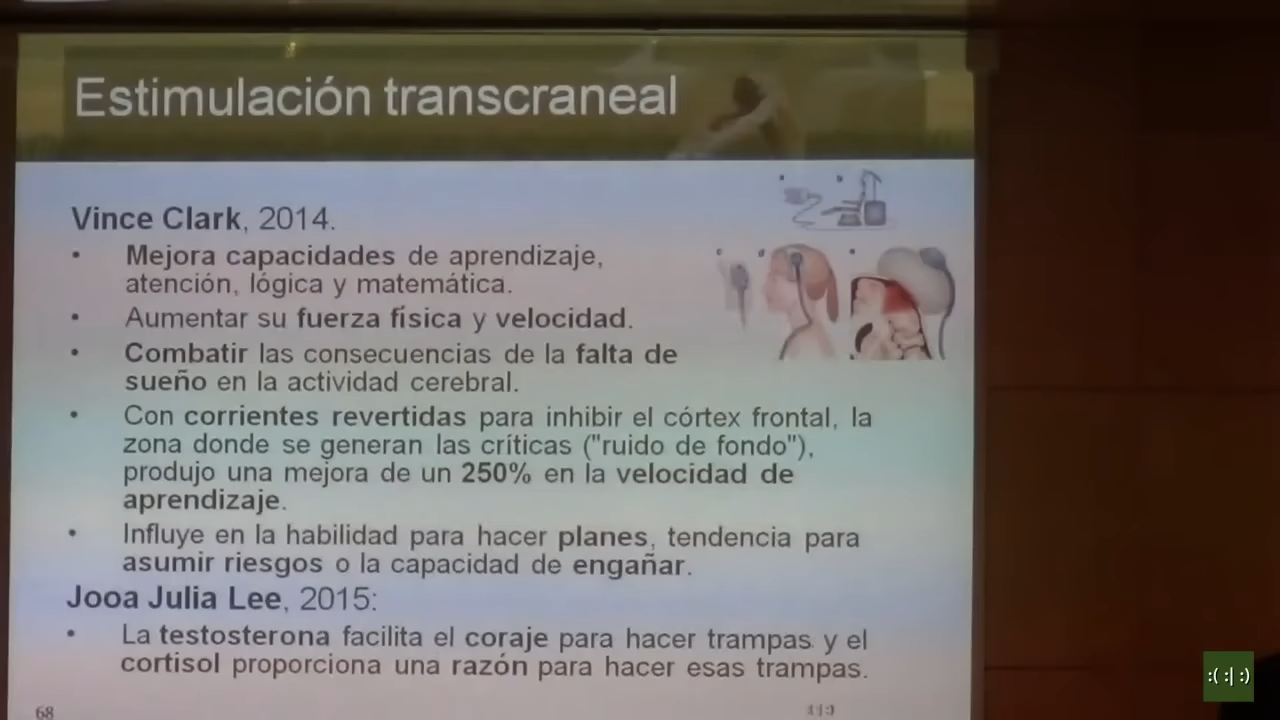 Estimulación transcraneal
Vince Clark, 2014.
• Mejora capacidades de aprendizaje,
atención, lógica y matemática.
• Aumentar su fuerza física y velocidad.
• Combatir las consecuencias de la falta de
sueño en la actividad cerebral.
• Con corrientes revertidas para inhibir el córtex frontal, la
zona donde se generan las críticas ("ruido de fondo"),
produjo una mejora de un 250% en la velocidad de
aprendizaje.
• Influye en la habilidad para hacer planes, tendencia para
asumir riesgos o la capacidad de engañar.
Jooa Julia Lee, 2015:
• La testosterona facilita el coraje para hacer trampas y el
cortisol proporciona una razón para hacer esas trampas.
68
:( :| :)